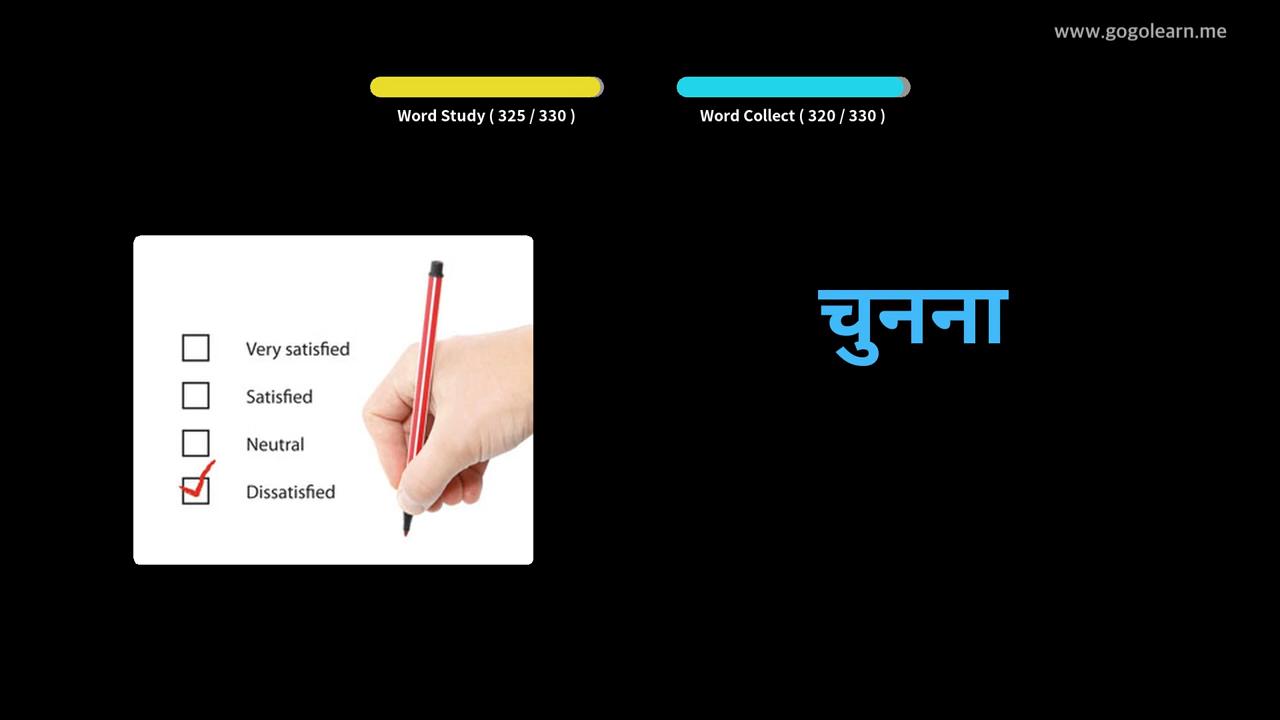 www.gogolearn.me
Word Study ( 325 / 330 )
Word Collect ( 320 / 330 )
Very satisfied
Satisfied
Neutral
Dissatisfied
चुनना